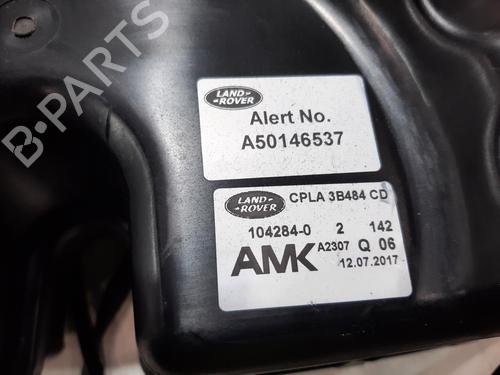 B-PARTS
LAND-
ROVER
Alert No.
A50146537
LAND-
ROVER
CPLA 3B484 CD
104284-0 2 142
AMK A2307 Q 06
12.07.2017